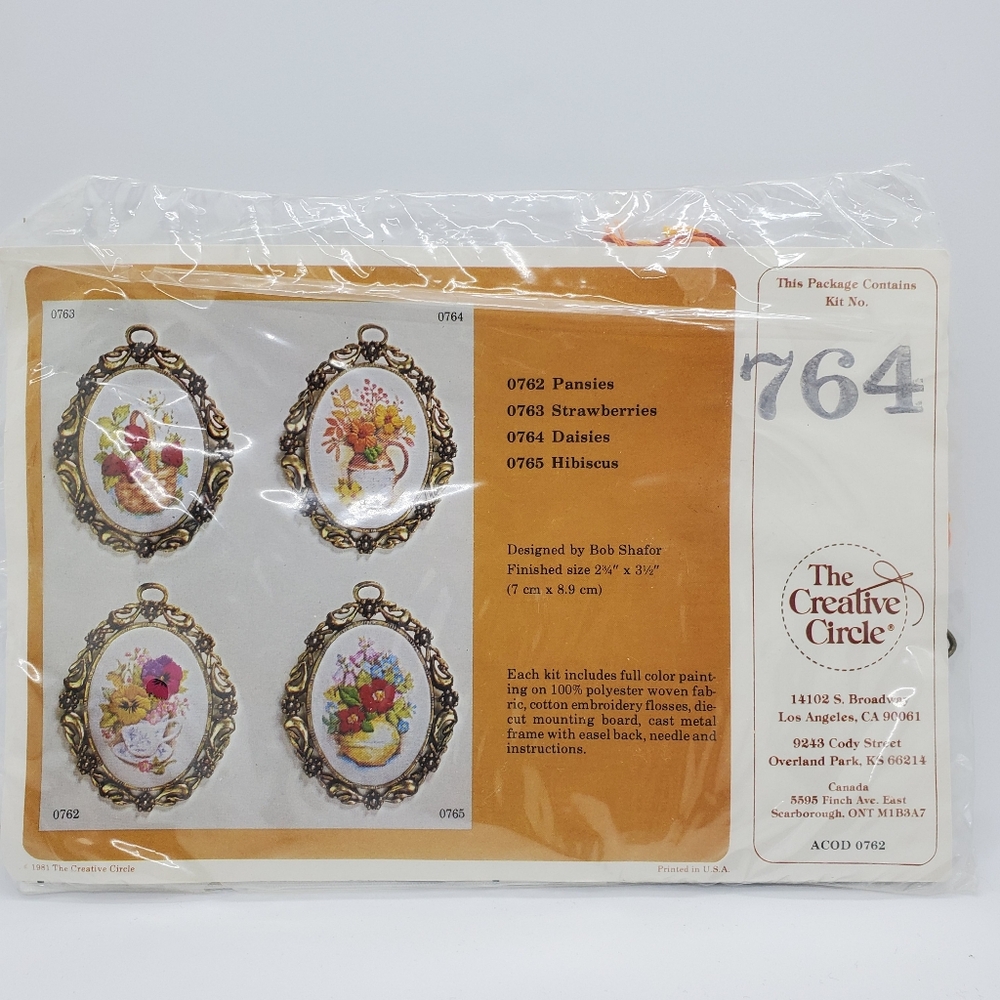 0763
0764
0762
0765
0762 Pansies
0763 Strawberries
0764 Daisies
0765 Hibiscus
Designed by Bob Shafor
Finished size 2¾" x 3½"
(7 cm x 8.9 cm)
Each kit includes full color paint-
ing on 100% polyester woven fab-
ric, cotton embroidery flosses, die-
cut mounting board, cast metal
frame with easel back, needle and
instructions.
© 1981 The Creative Circle
Printed in U.S.A.
This Package Contains
Kit No.
764
The
Creative
Circle®
14102 S. Broadway
Los Angeles, CA 90061
9243 Cody Street
Overland Park, KS 66214
Canada
5595 Finch Ave. East
Scarborough, ONT M1B3A7
ACOD 0762